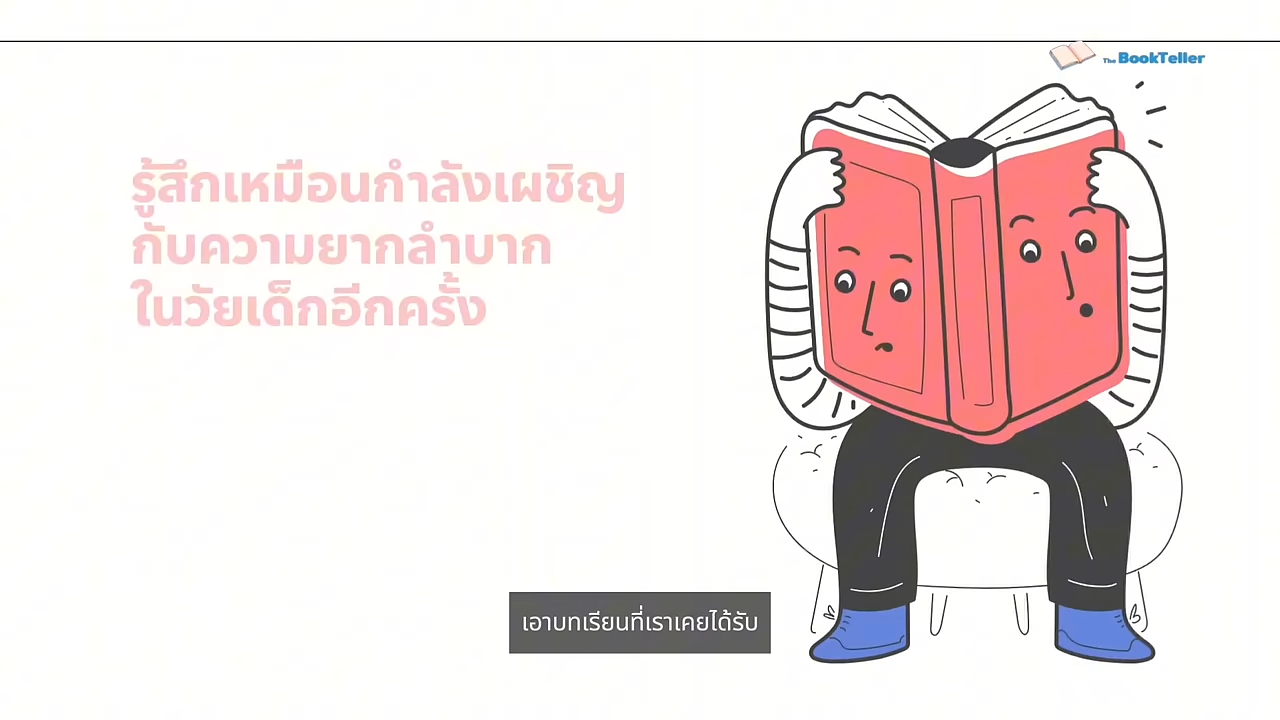 The BookTeller
รู้สึกเหมือนกำลังเผชิญ
กับความยากลำบาก
ในวัยเด็กอีกครั้ง
เอาบทเรียนที่เราเคยได้รับ